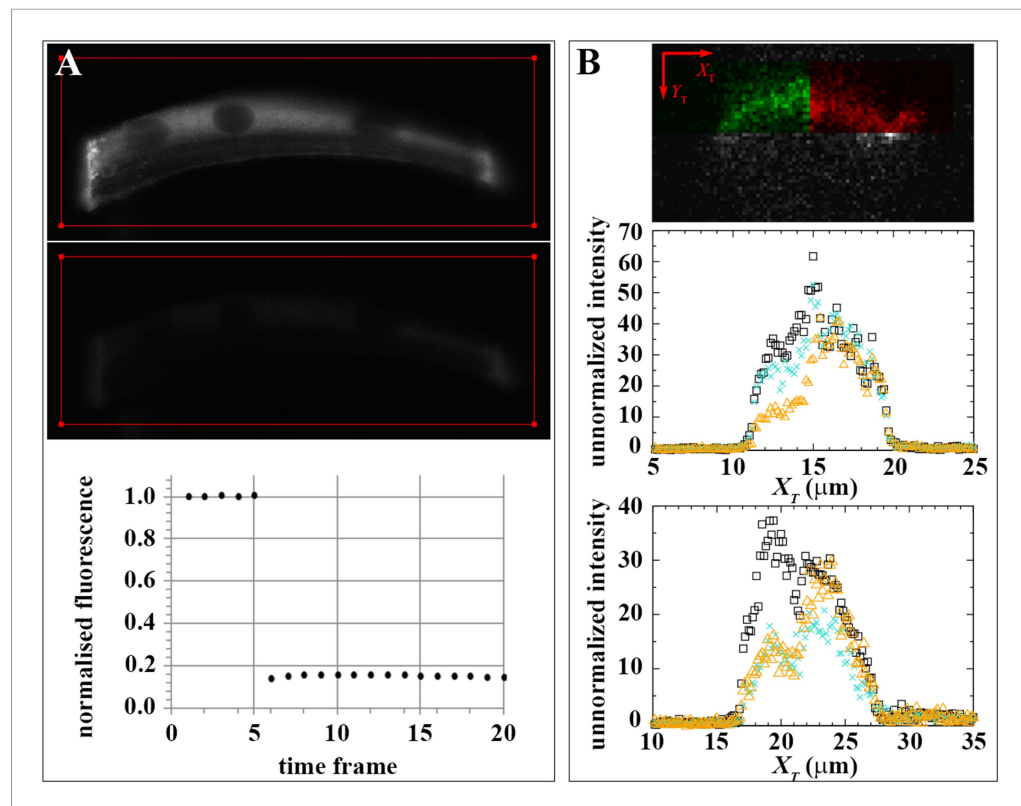 A
normalised fluorescence
1.0
0.8
0.6
0.4
0.2
0.0
0 5 10 15 20
time frame
B
X_T
Y_T
unnormalized intensity
70
60
50
40
30
20
10
0
5 10 15 20 25
X_T (μm)
unnormalized intensity
40
30
20
10
0
10 15 20 25 30 35
X_T (μm)